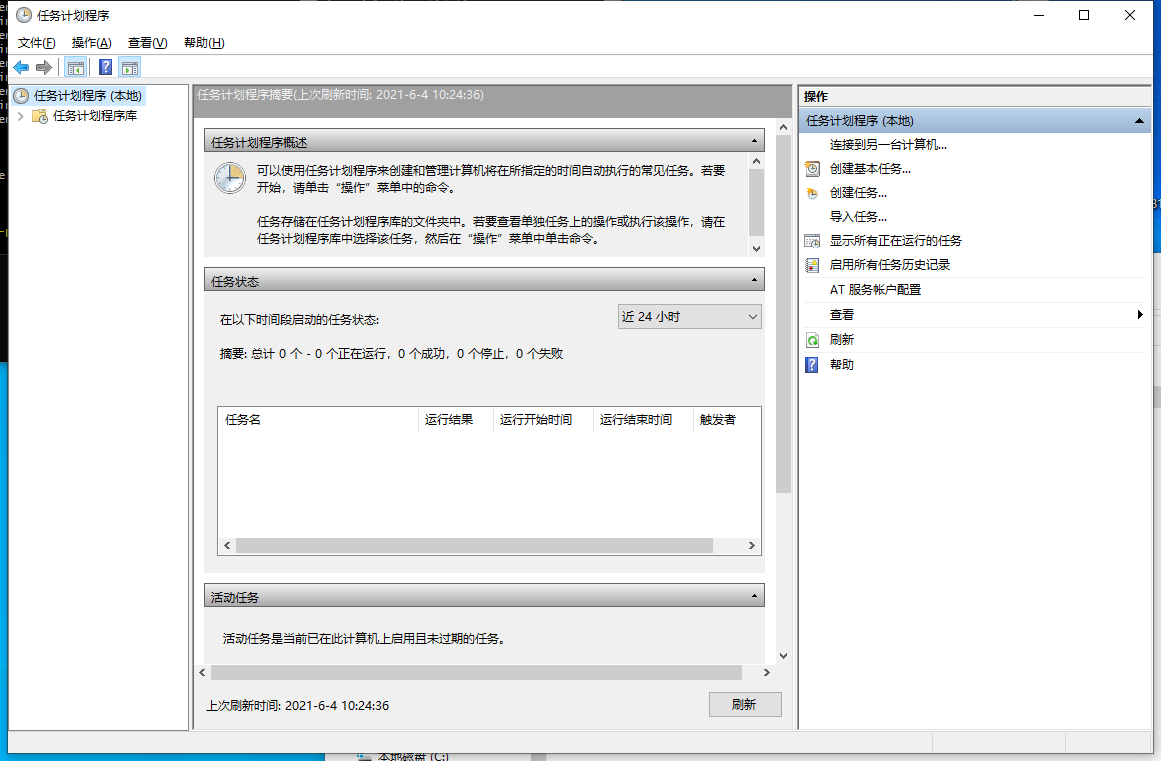 任务计划程序
文件(F) 操作(A) 查看(V) 帮助(H)
任务计划程序 (本地)
任务计划程序库
任务计划程序摘要(上次刷新时间: 2021-6-4 10:24:36)
任务计划程序概述
可以使用任务计划程序来创建和管理计算机将在所指定的时间自动执行的常见任务。若要
开始，请单击“操作”菜单中的命令。
任务存储在任务计划程序库的文件夹中。若要查看单独任务上的操作或执行该操作，请在
任务计划程序库中选择该任务，然后在“操作”菜单中单击命令。
任务状态
在以下时间段启动的任务状态:
近 24 小时
摘要: 总计 0 个 - 0 个正在运行，0 个成功，0 个停止，0 个失败
任务名 运行结果 运行开始时间 运行结束时间 触发者
活动任务
活动任务是当前已在此计算机上启用且未过期的任务。
上次刷新时间: 2021-6-4 10:24:36
刷新
操作
任务计划程序 (本地)
连接到另一台计算机...
创建基本任务...
创建任务...
导入任务...
显示所有正在运行的任务
启用所有任务历史记录
AT 服务帐户配置
查看
刷新
帮助
本地磁盘 (C:)